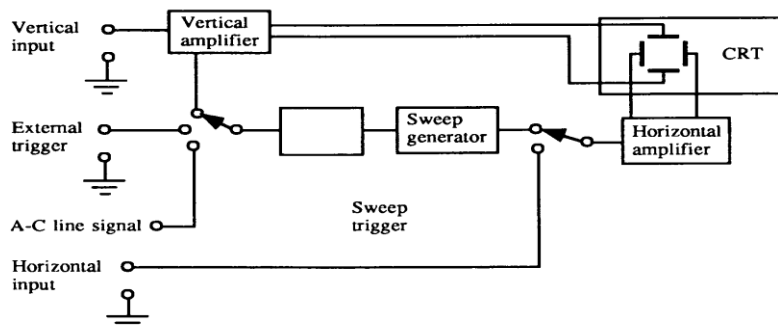 Vertical
input
Vertical
amplifier
CRT
External
trigger
Sweep
generator
Horizontal
amplifier
A-C line signal
Sweep
trigger
Horizontal
input